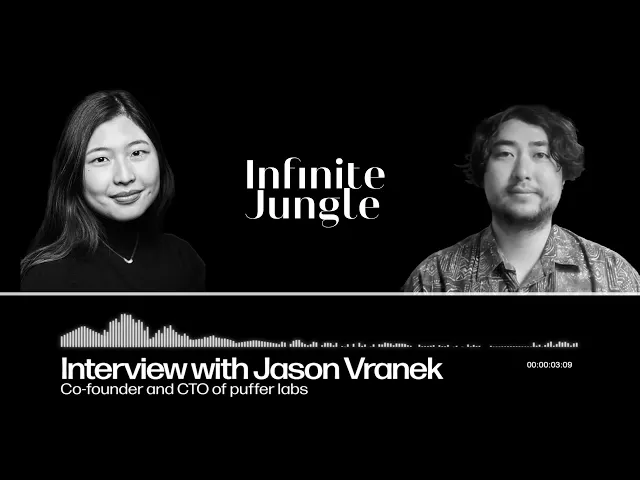 Infinite
Jungle
Interview with Jason Vranek
00:00:03:09
Co-founder and CTO of puffer labs